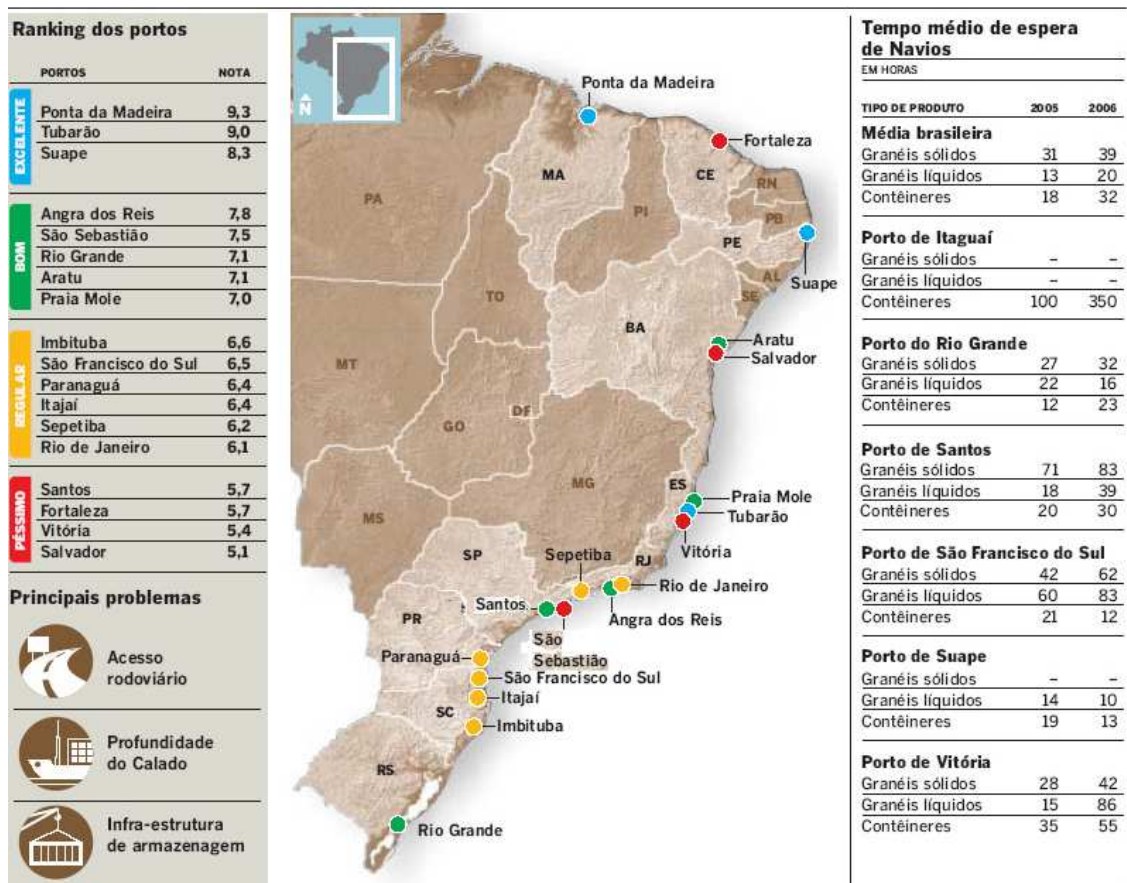 Ranking dos portos
PORTOS NOTA
EXCELENTE
Ponta da Madeira 9,3
Tubarão 9,0
Suape 8,3
BOM
Angra dos Reis 7,8
São Sebastião 7,5
Rio Grande 7,1
Aratu 7,1
Praia Mole 7,0
REGULAR
Imbituba 6,6
São Francisco do Sul 6,5
Paranaguá 6,4
Itajaí 6,4
Sepetiba 6,2
Rio de Janeiro 6,1
PÉSSIMO
Santos 5,7
Fortaleza 5,7
Vitória 5,4
Salvador 5,1
Principais problemas
Acesso
rodoviário
Profundidade
do Calado
Infra-estrutura
de armazenagem
N
Ponta da Madeira
Fortaleza
MA
CE
RN
PA
PI
PB
PE
AL
Suape
SE
TO
BA
Aratu
Salvador
MT
DF
GO
MG
ES
Praia Mole
Tubarão
MS
Vitória
SP
Sepetiba
RJ
Rio de Janeiro
Santos
Angra dos Reis
PR
São
Sebastião
Paranaguá
São Francisco do Sul
Itajaí
SC
Imbituba
RS
Rio Grande
Tempo médio de espera
de Navios
EM HORAS
TIPO DE PRODUTO 2005 2006
Média brasileira
Granéis sólidos 31 39
Granéis líquidos 13 20
Contêineres 18 32
Porto de Itaguaí
Granéis sólidos – –
Granéis líquidos – –
Contêineres 100 350
Porto do Rio Grande
Granéis sólidos 27 32
Granéis líquidos 22 16
Contêineres 12 23
Porto de Santos
Granéis sólidos 71 83
Granéis líquidos 18 39
Contêineres 20 30
Porto de São Francisco do Sul
Granéis sólidos 42 62
Granéis líquidos 60 83
Contêineres 21 12
Porto de Suape
Granéis sólidos – –
Granéis líquidos 14 10
Contêineres 19 13
Porto de Vitória
Granéis sólidos 28 42
Granéis líquidos 15 86
Contêineres 35 55